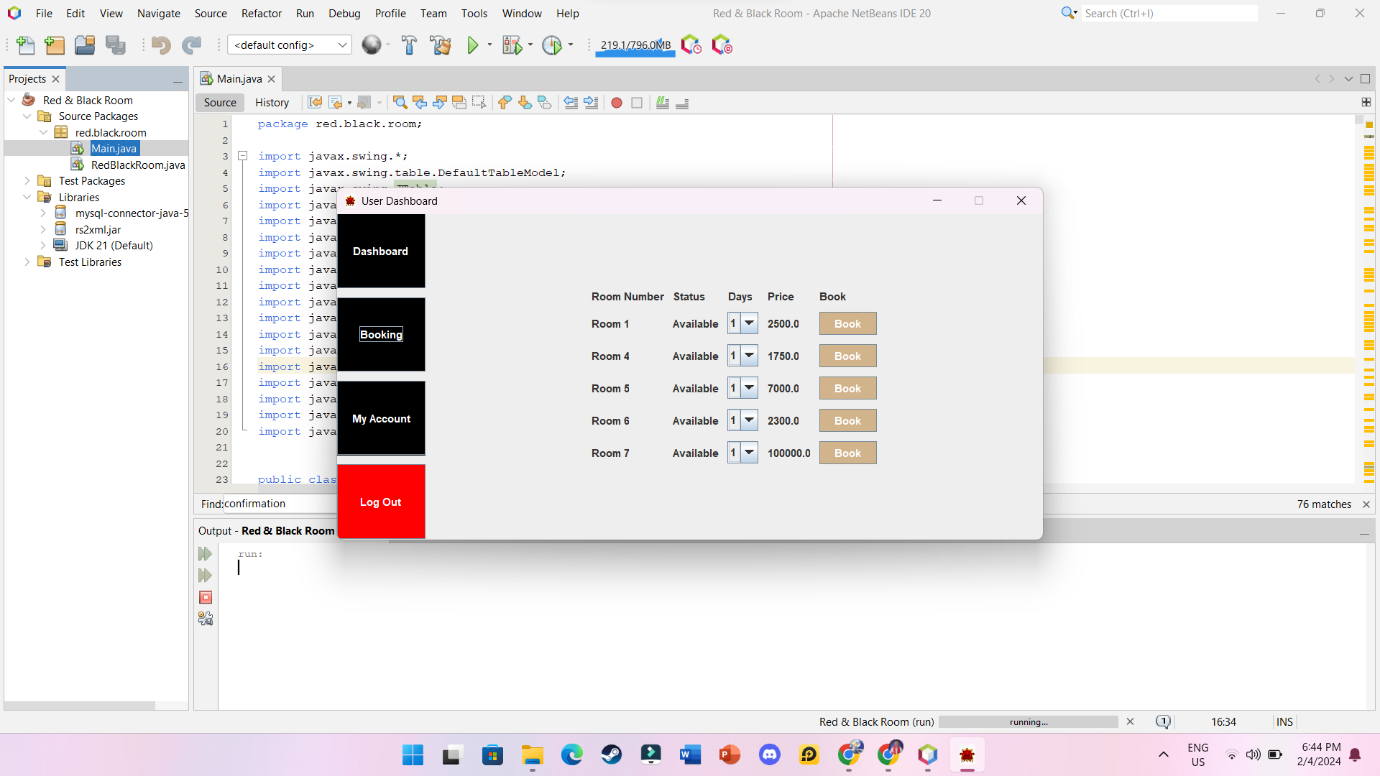 File Edit View Navigate Source Refactor Run Debug Profile Team Tools Window Help
Red & Black Room - Apache NetBeans IDE 20
Search (Ctrl+I)
<default config>
219.1/796.0MB
Projects
Main.java
Red & Black Room
Source Packages
red.black.room
Main.java
RedBlackRoom.java
Test Packages
Libraries
mysql-connector-java-5
rs2xml.jar
JDK 21 (Default)
Test Libraries
Source History
1 package red.black.room;
2
3 import javax.swing.*;
4 import javax.swing.table.DefaultTableModel;
5 import javax.swing.JTable;
6 import java
7 import java
8 import java
9 import java
10 import java
11 import java
12 import java
13 import java
14 import java
15 import java
16 import java
17 import java
18 import java
19 import java
20 import java
21
22
23 public clas
User Dashboard
Dashboard
Booking
My Account
Log Out
Room Number Status Days Price Book
Room 1 Available 1 2500.0 Book
Room 4 Available 1 1750.0 Book
Room 5 Available 1 7000.0 Book
Room 6 Available 1 2300.0 Book
Room 7 Available 1 100000.0 Book
Find: confirmation
76 matches
Output - Red & Black Room
run:
Red & Black Room (run) running... 1 16:34 INS
ENG
US
6:44 PM
2/4/2024